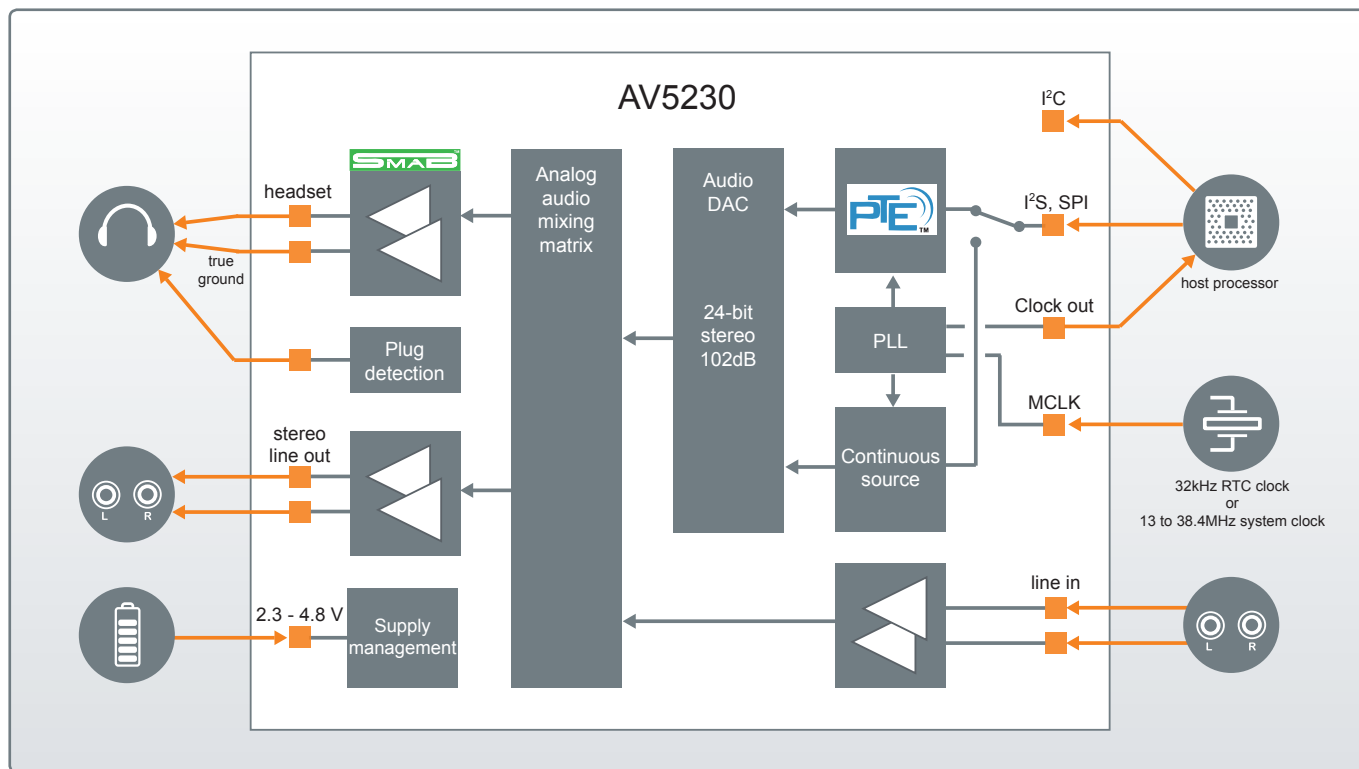 AV5230
SMAB™
headset
true
ground
Plug
detection
stereo
line out
L R
2.3 - 4.8 V
Supply
management
Analog
audio
mixing
matrix
Audio
DAC
24-bit
stereo
102dB
PTE™
PLL
Continuous
source
I²C
I²S, SPI
Clock out
MCLK
line in
host processor
32kHz RTC clock
or
13 to 38.4MHz system clock
L R